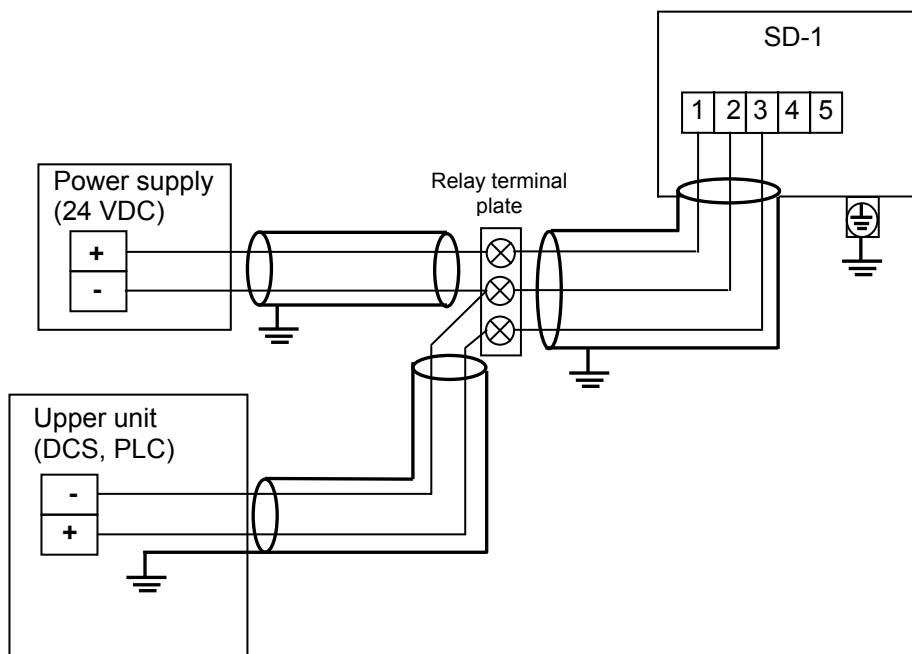 SD-1
1 2 3 4 5
Power supply
(24 VDC)
+
-
Relay terminal
plate
Upper unit
(DCS, PLC)
-
+